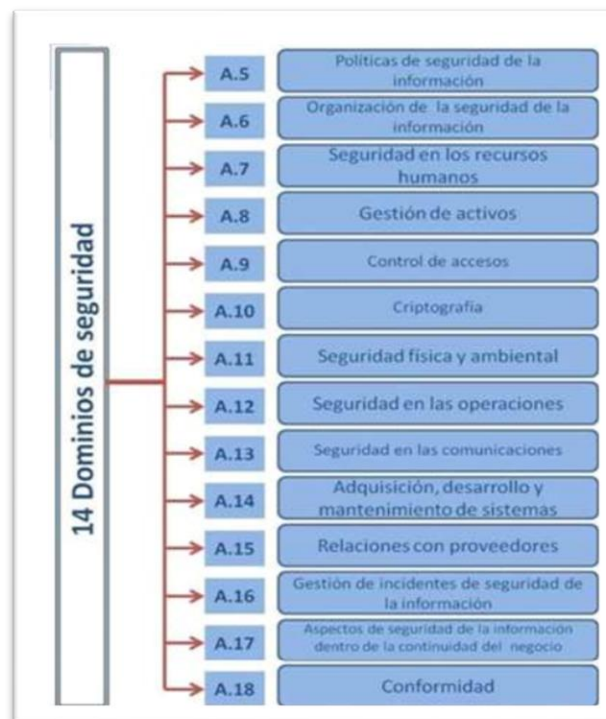 14 Dominios de seguridad
A.5
Políticas de seguridad de la
información
A.6
Organización de la seguridad de la
información
A.7
Seguridad en los recursos
humanos
A.8
Gestión de activos
A.9
Control de accesos
A.10
Criptografía
A.11
Seguridad física y ambiental
A.12
Seguridad en las operaciones
A.13
Seguridad en las comunicaciones
A.14
Adquisición, desarrollo y
mantenimiento de sistemas
A.15
Relaciones con proveedores
A.16
Gestión de incidentes de seguridad de
la información
A.17
Aspectos de seguridad de la información
dentro de la continuidad del negocio
A.18
Conformidad